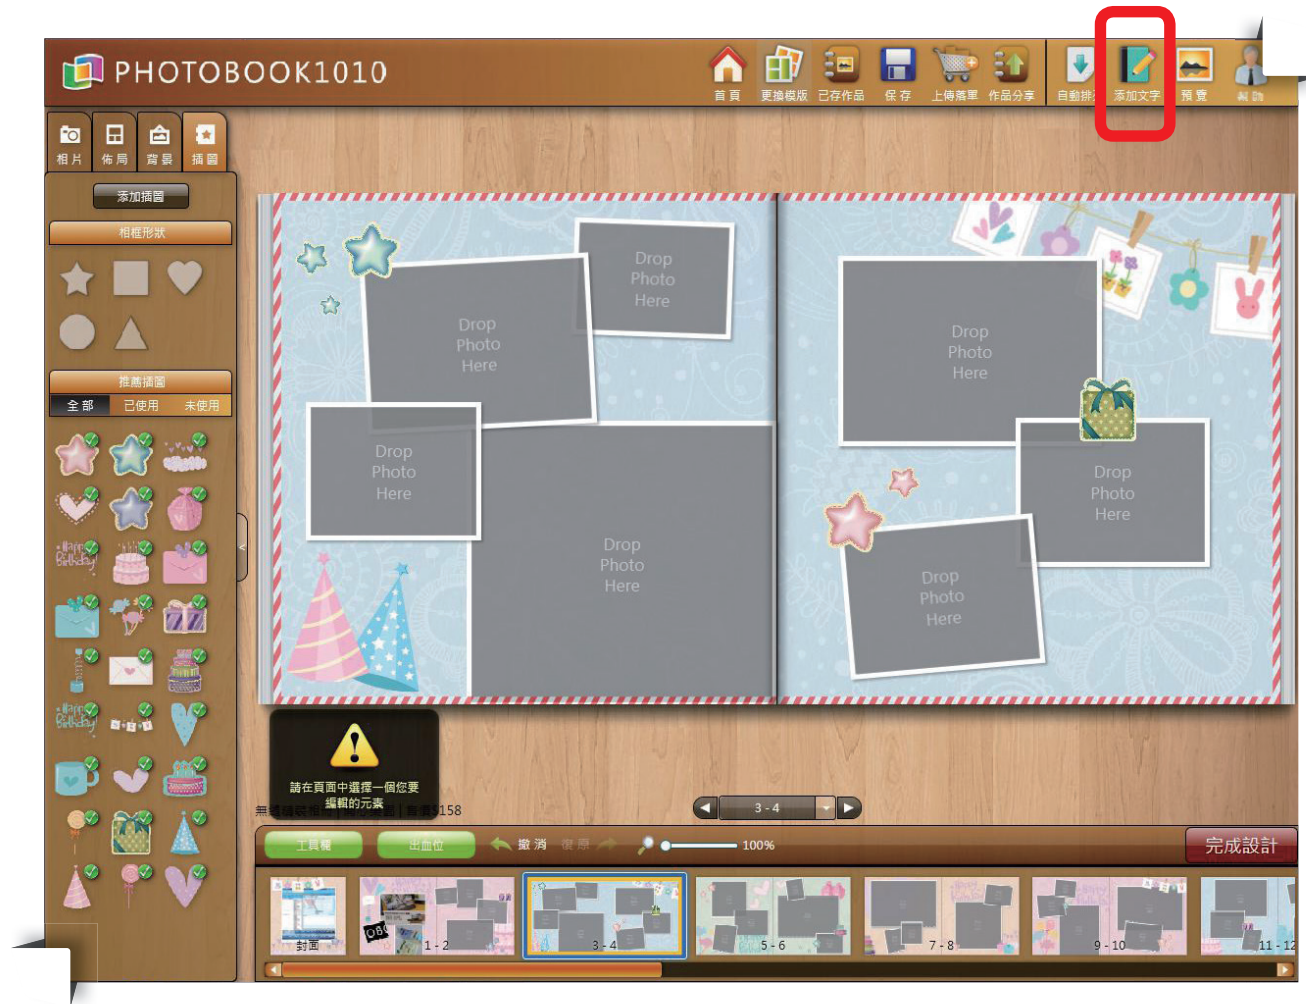 PHOTOBOOK1010
首頁
更換模版
已存作品
保存
上傳落單
作品分享
自動排
添加文字
預覽
相片
佈局
背景
插圖
添加插圖
相框形狀
推薦插圖
全部
已使用
未使用
Drop
Photo
Here
Drop
Photo
Here
Drop
Photo
Here
Drop
Photo
Here
Drop
Photo
Here
Drop
Photo
Here
Drop
Photo
Here
請在頁面中選擇一個您要
編輯的元素
158
3 - 4
工具欄
出血位
撤消
復原
100%
完成設計
封面
1 - 2
3 - 4
5 - 6
7 - 8
9 - 10
11 - 12